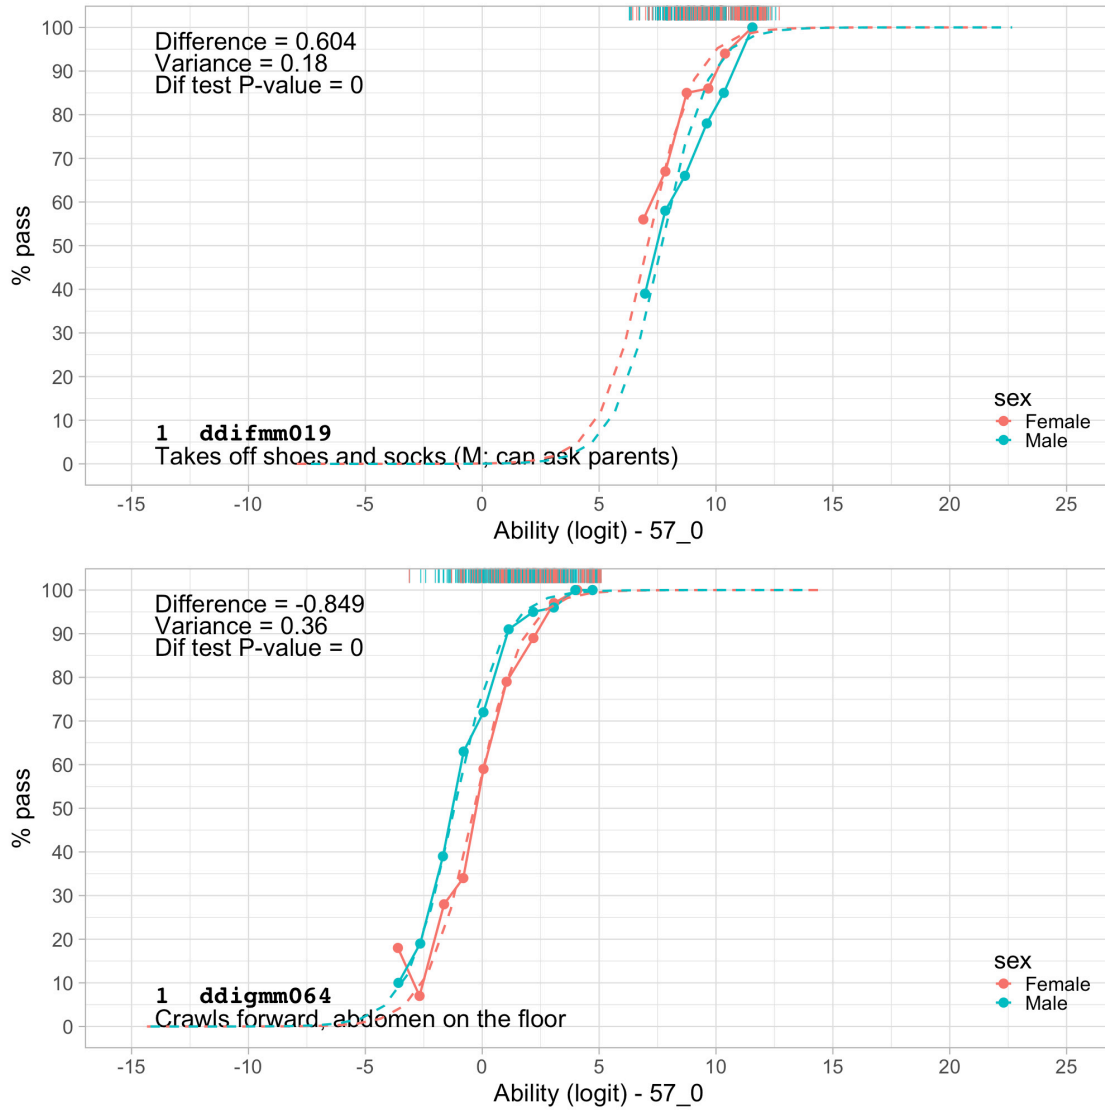 100
90
80
70
60
50
40
30
20
10
0
% pass
Difference = 0.604
Variance = 0.18
Dif test P-value = 0
1 ddifmm019
Takes off shoes and socks (M; can ask parents)
sex
Female
Male
-15 -10 -5 0 5 10 15 20 25
Ability (logit) - 57_0
100
90
80
70
60
50
40
30
20
10
0
% pass
Difference = -0.849
Variance = 0.36
Dif test P-value = 0
1 ddigmm064
Crawls forward, abdomen on the floor
sex
Female
Male
-15 -10 -5 0 5 10 15 20 25
Ability (logit) - 57_0